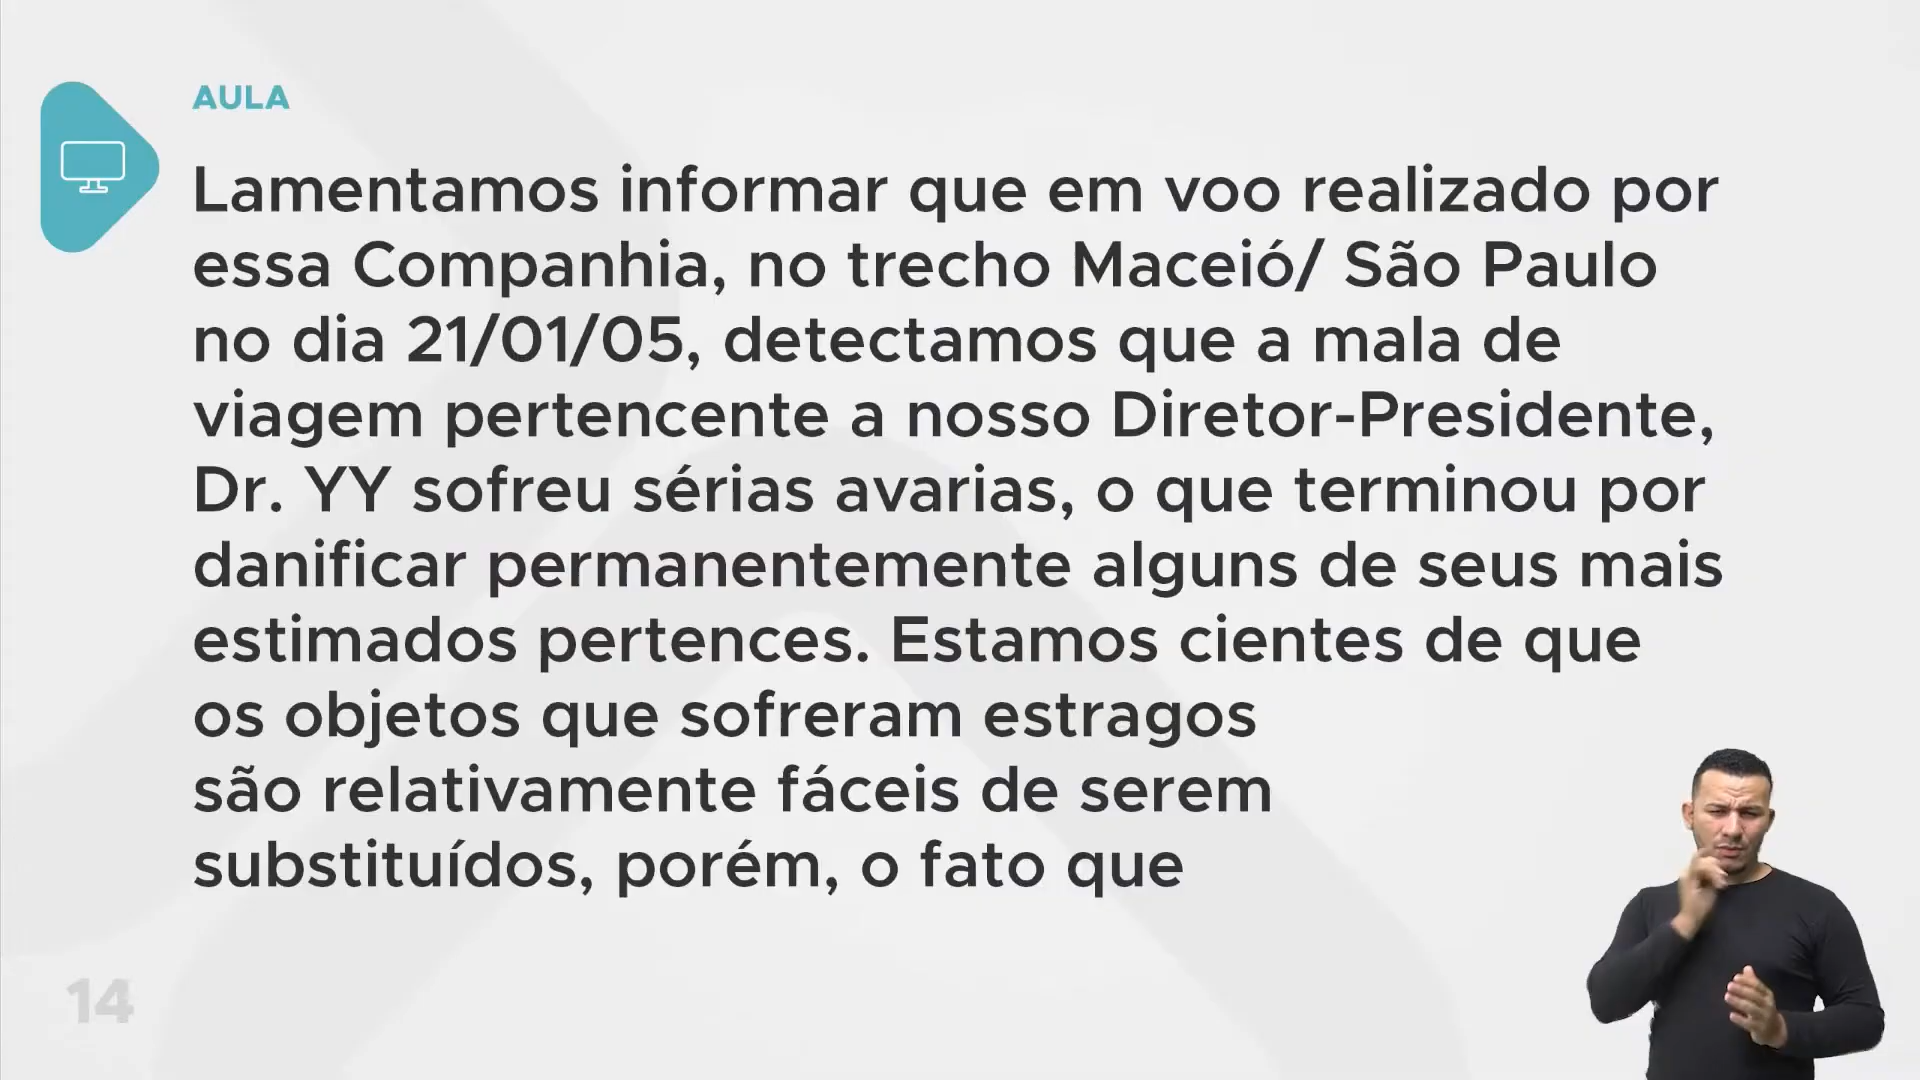 AULA
Lamentamos informar que em voo realizado por
essa Companhia, no trecho Maceió/ São Paulo
no dia 21/01/05, detectamos que a mala de
viagem pertencente a nosso Diretor-Presidente,
Dr. YY sofreu sérias avarias, o que terminou por
danificar permanentemente alguns de seus mais
estimados pertences. Estamos cientes de que
os objetos que sofreram estragos
são relativamente fáceis de serem
substituídos, porém, o fato que
14